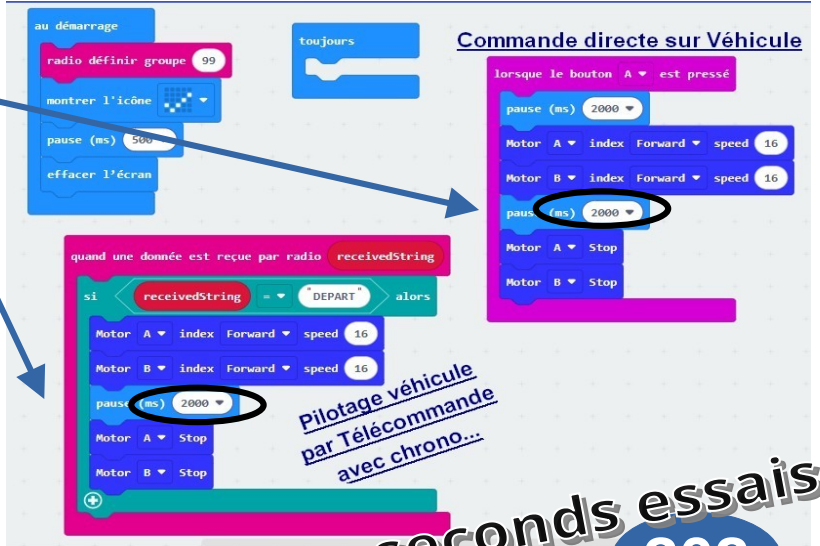 au démarrage
radio définir groupe 99
montrer l'icône
pause (ms) 500
effacer l'écran
toujours
Commande directe sur Véhicule
lorsque le bouton A est pressé
pause (ms) 2000
Motor A index Forward speed 16
Motor B index Forward speed 16
pause (ms) 2000
Motor A Stop
Motor B Stop
quand une donnée est reçue par radio receivedString
si receivedString = "DEPART" alors
Motor A index Forward speed 16
Motor B index Forward speed 16
pause (ms) 2000
Motor A Stop
Motor B Stop
Pilotage véhicule
par Télécommande
avec chrono...
seconds essais